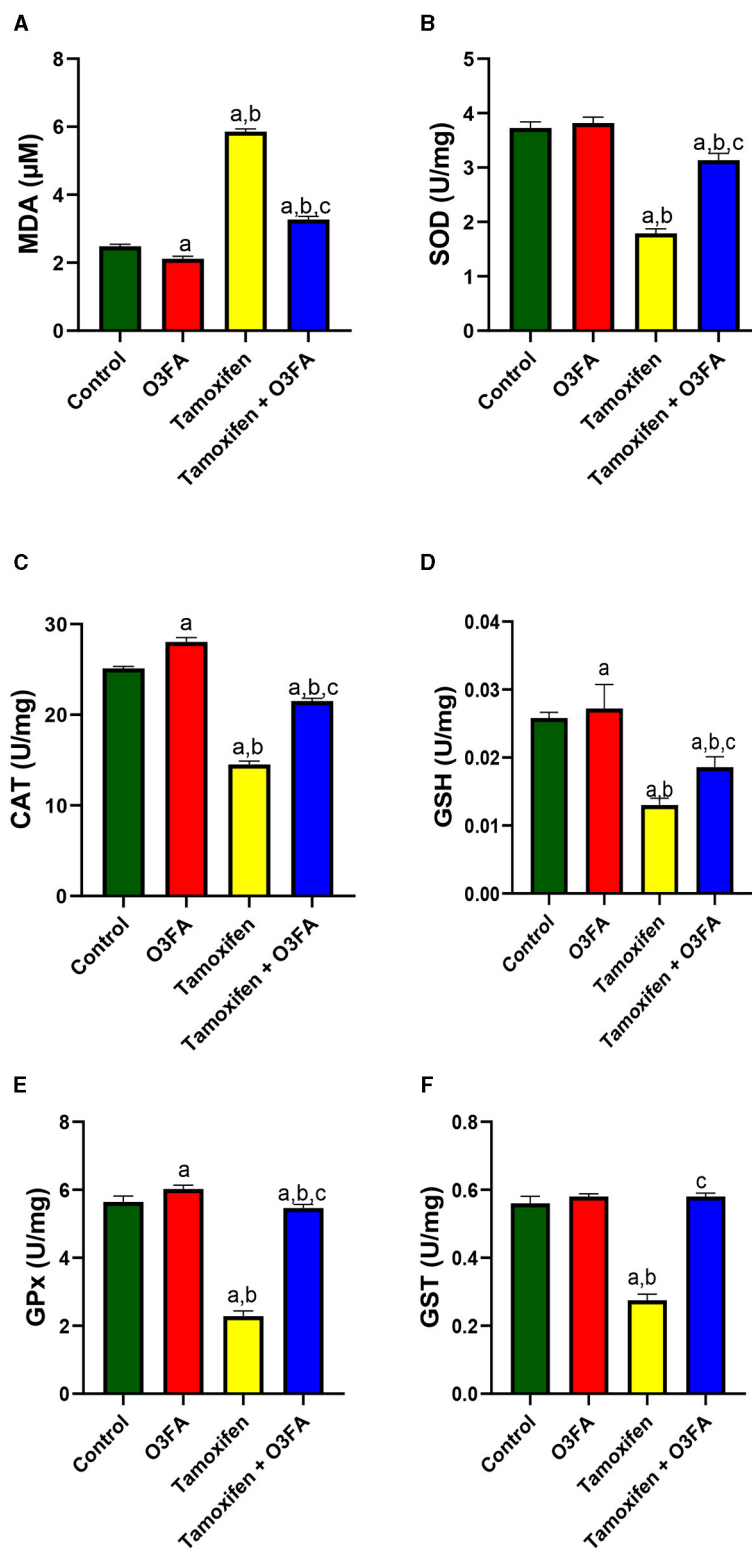 A
MDA (µM)
8
6
4
2
0
a
a,b
a,b,c
Control
O3FA
Tamoxifen
Tamoxifen + O3FA
B
SOD (U/mg)
5
4
3
2
1
0
a,b
a,b,c
Control
O3FA
Tamoxifen
Tamoxifen + O3FA
C
CAT (U/mg)
30
20
10
0
a
a,b
a,b,c
Control
O3FA
Tamoxifen
Tamoxifen + O3FA
D
GSH (U/mg)
0.04
0.03
0.02
0.01
0.00
a
a,b
a,b,c
Control
O3FA
Tamoxifen
Tamoxifen + O3FA
E
GPx (U/mg)
8
6
4
2
0
a
a,b
a,b,c
Control
O3FA
Tamoxifen
Tamoxifen + O3FA
F
GST (U/mg)
0.8
0.6
0.4
0.2
0.0
a,b
c
Control
O3FA
Tamoxifen
Tamoxifen + O3FA